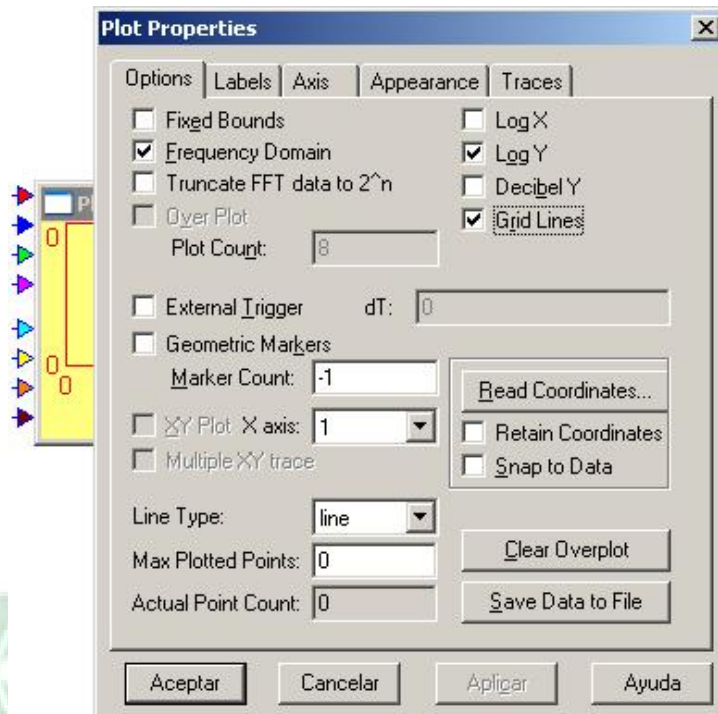 Plot Properties
Options Labels Axis Appearance Traces
Fixed Bounds
Frequency Domain
Truncate FFT data to 2^n
Over Plot
Plot Count: 8
Log X
Log Y
Decibel Y
Grid Lines
External Trigger dT: 0
Geometric Markers
Marker Count: -1
XY Plot X axis: 1
Multiple XY trace
Read Coordinates...
Retain Coordinates
Snap to Data
Line Type: line
Max Plotted Points: 0
Actual Point Count: 0
Clear Overplot
Save Data to File
Aceptar Cancelar Aplicar Ayuda
0
0
0